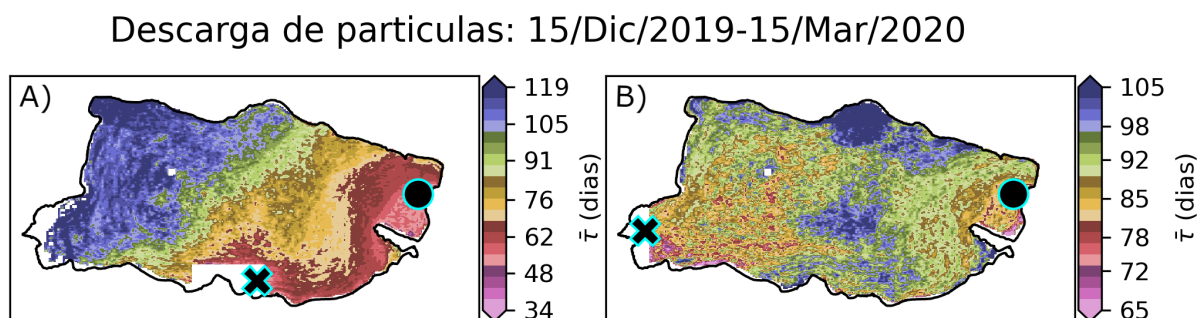 Descarga de particulas: 15/Dic/2019-15/Mar/2020
A)
119
105
91
76
62
48
34
τ̄ (dias)
B)
105
98
92
85
78
72
65
τ̄ (dias)